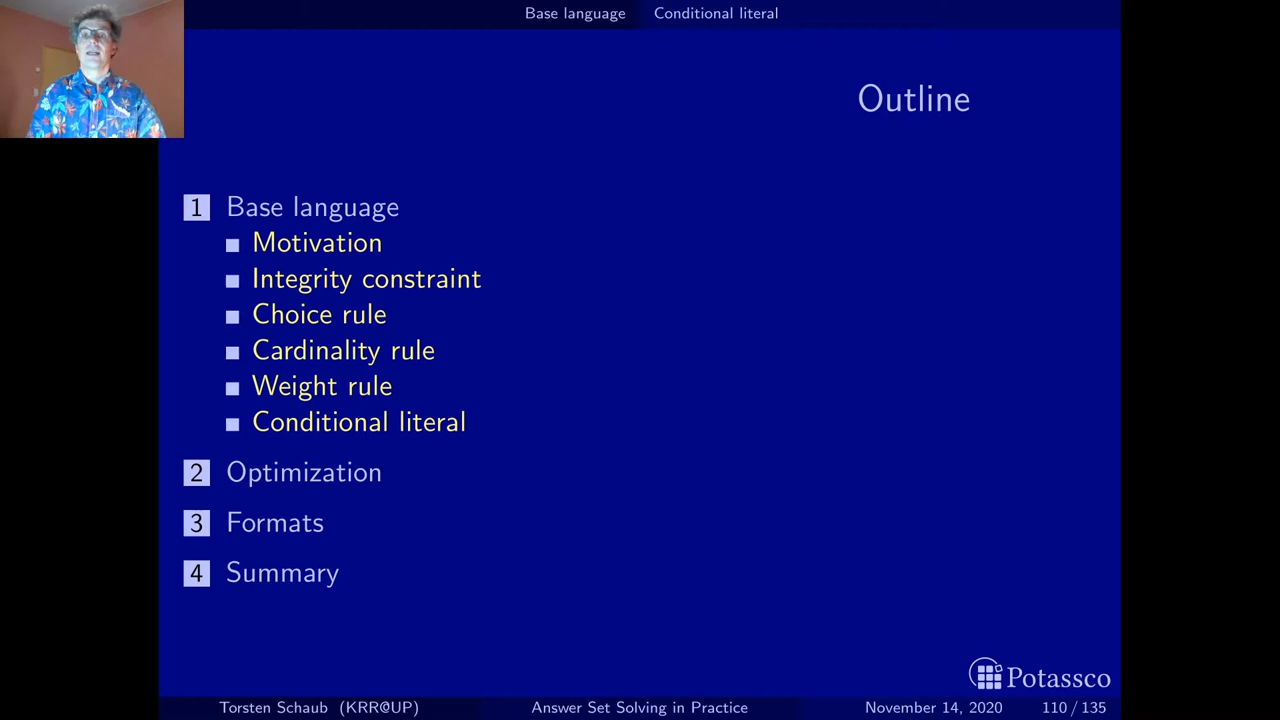 Base language Conditional literal
Outline
1 Base language
Motivation
Integrity constraint
Choice rule
Cardinality rule
Weight rule
Conditional literal
2 Optimization
3 Formats
4 Summary
Potassco
Torsten Schaub (KRR@UP) Answer Set Solving in Practice November 14, 2020 110 / 135